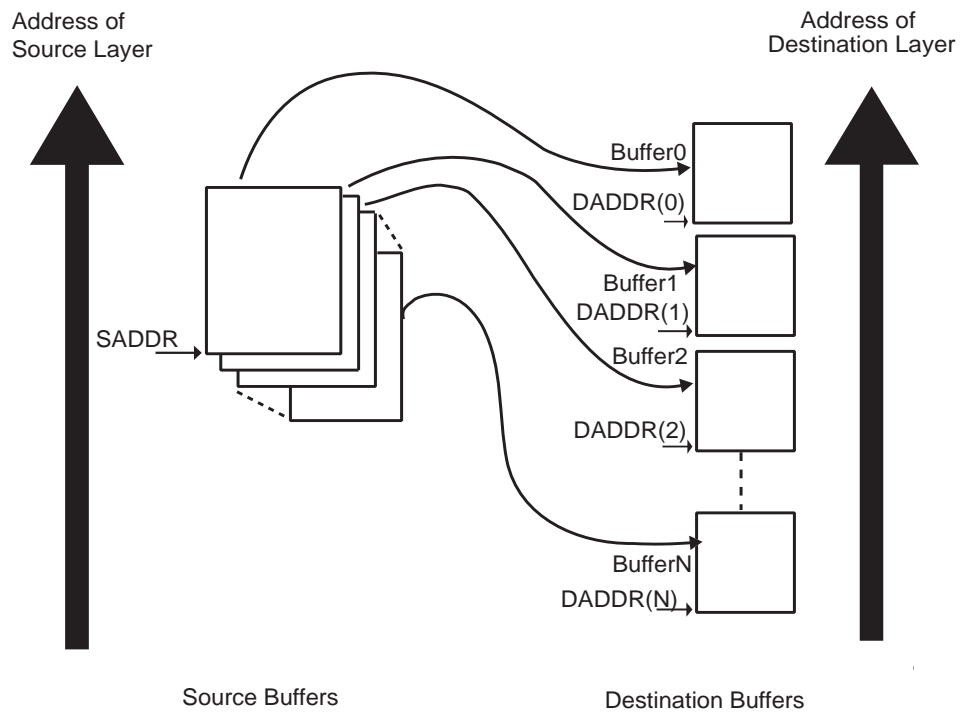 Address of
Source Layer
Address of
Destination Layer
Buffer0
DADDR(0)
Buffer1
DADDR(1)
SADDR
Buffer2
DADDR(2)
BufferN
DADDR(N)
Source Buffers
Destination Buffers